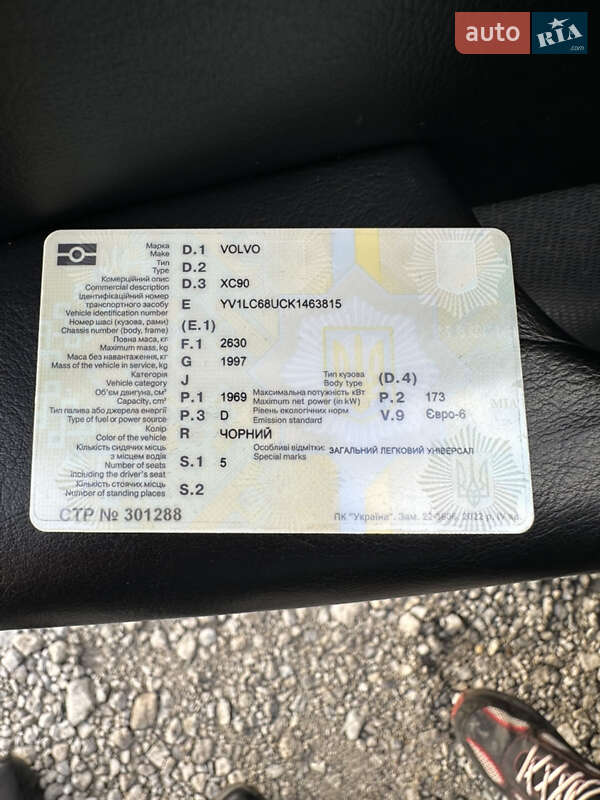 auto RIA.com
Марка
Make D.1 VOLVO
Тип
Type D.2
Комерційний опис
Commercial description D.3 XC90
Ідентифікаційний номер
транспортного засобу
Vehicle identification number E YV1LC68UCK1463815
Номер шасі (кузова, рами)
Chassis number (body, frame) (E.1)
Повна маса, кг
Maximum mass, kg F.1 2630
Маса без навантаження, кг
Mass of the vehicle in service, kg G 1997
Категорія
Vehicle category J
Тип кузова
Body type (D.4)
Об'єм двигуна, см³
Capacity, cm³ P.1 1969
Максимальна потужність кВт
Maximum net power (in kW) P.2 173
Тип палива або джерела енергії
Type of fuel or power source P.3 D
Рівень екологічних норм
Emission standard V.9 Євро-6
Колір
Color of the vehicle R ЧОРНИЙ
Кількість сидячих місць
з місцем водія
Number of seats
including the driver's seat S.1 5
Особливі відмітки:
Special marks ЗАГАЛЬНИЙ ЛЕГКОВИЙ УНІВЕРСАЛ
Кількість стоячих місць
Number of standing places S.2
СТР № 301288
ПК "Україна". Зам. 2022 р. IV кв.